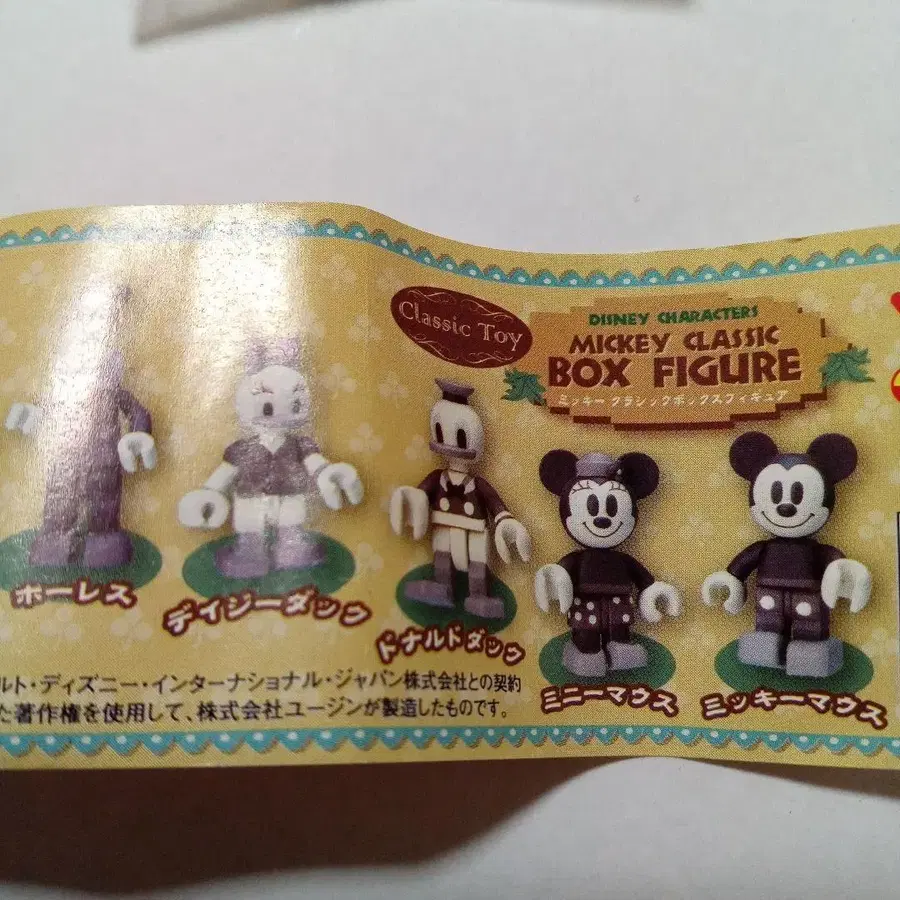 Classic Toy
DISNEY CHARACTERS
MICKEY CLASSIC
BOX FIGURE
ミッキー クラシックボックスフィギュア
ホーレス
デイジーダック
ドナルドダック
ミニーマウス
ミッキーマウス
ルト・ディズニー・インターナショナル・ジャパン株式会社との契約
た著作権を使用して、株式会社ユージンが製造したものです。